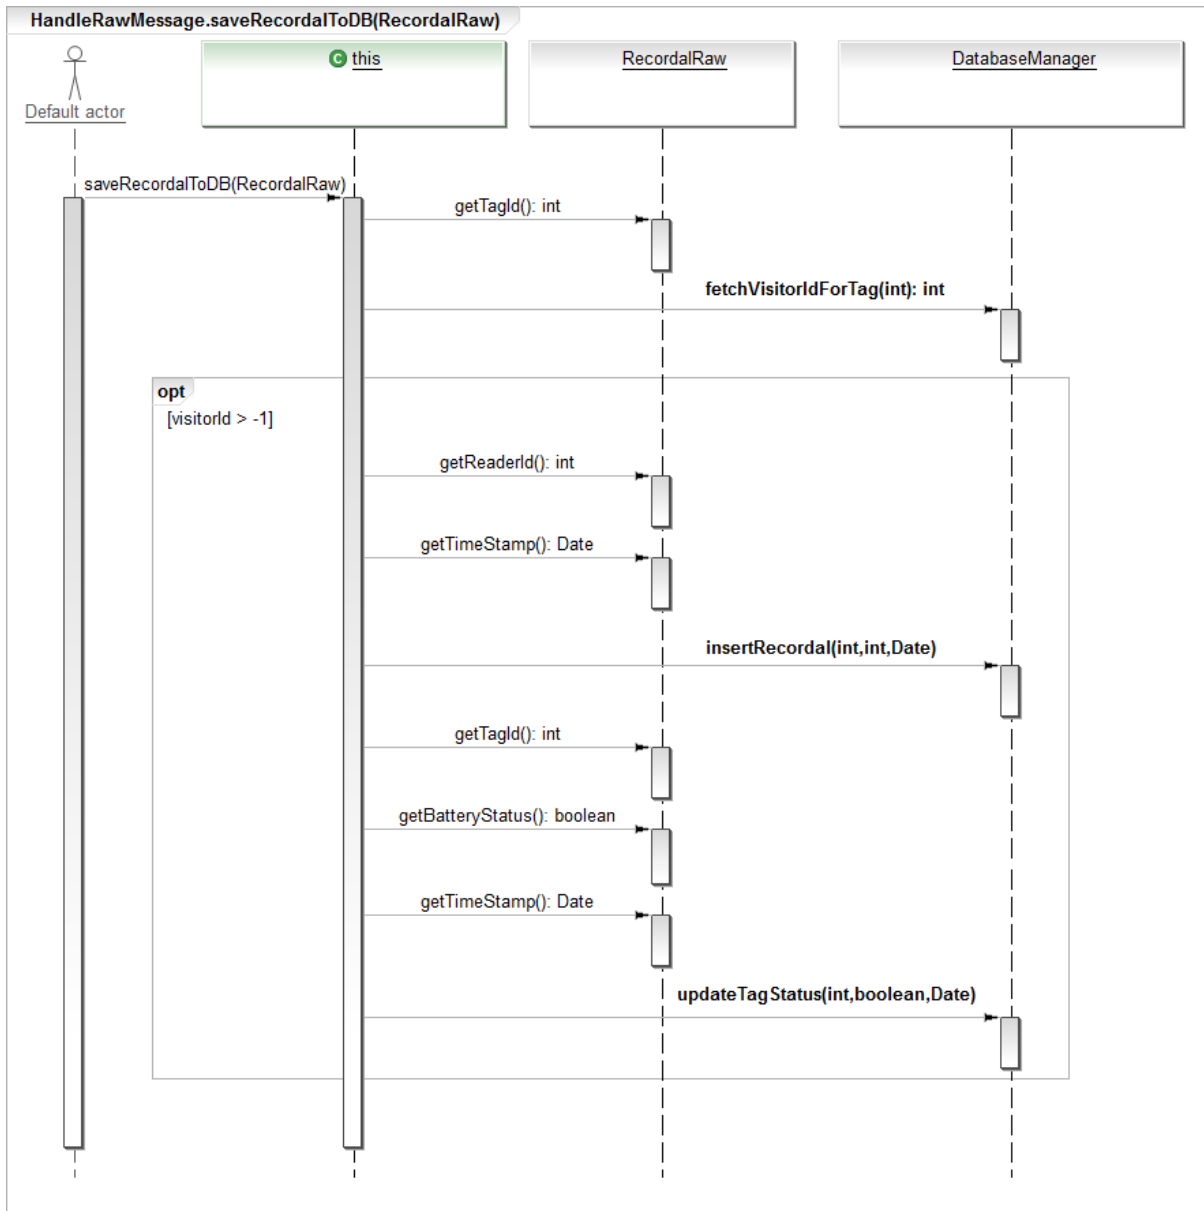 HandleRawMessage.saveRecordalToDB(RecordalRaw)
Default actor
C this
RecordalRaw
DatabaseManager
saveRecordalToDB(RecordalRaw)
getTagId(): int
fetchVisitorIdForTag(int): int
opt
[visitorId > -1]
getReaderId(): int
getTimeStamp(): Date
insertRecordal(int,int,Date)
getTagId(): int
getBatteryStatus(): boolean
getTimeStamp(): Date
updateTagStatus(int,boolean,Date)